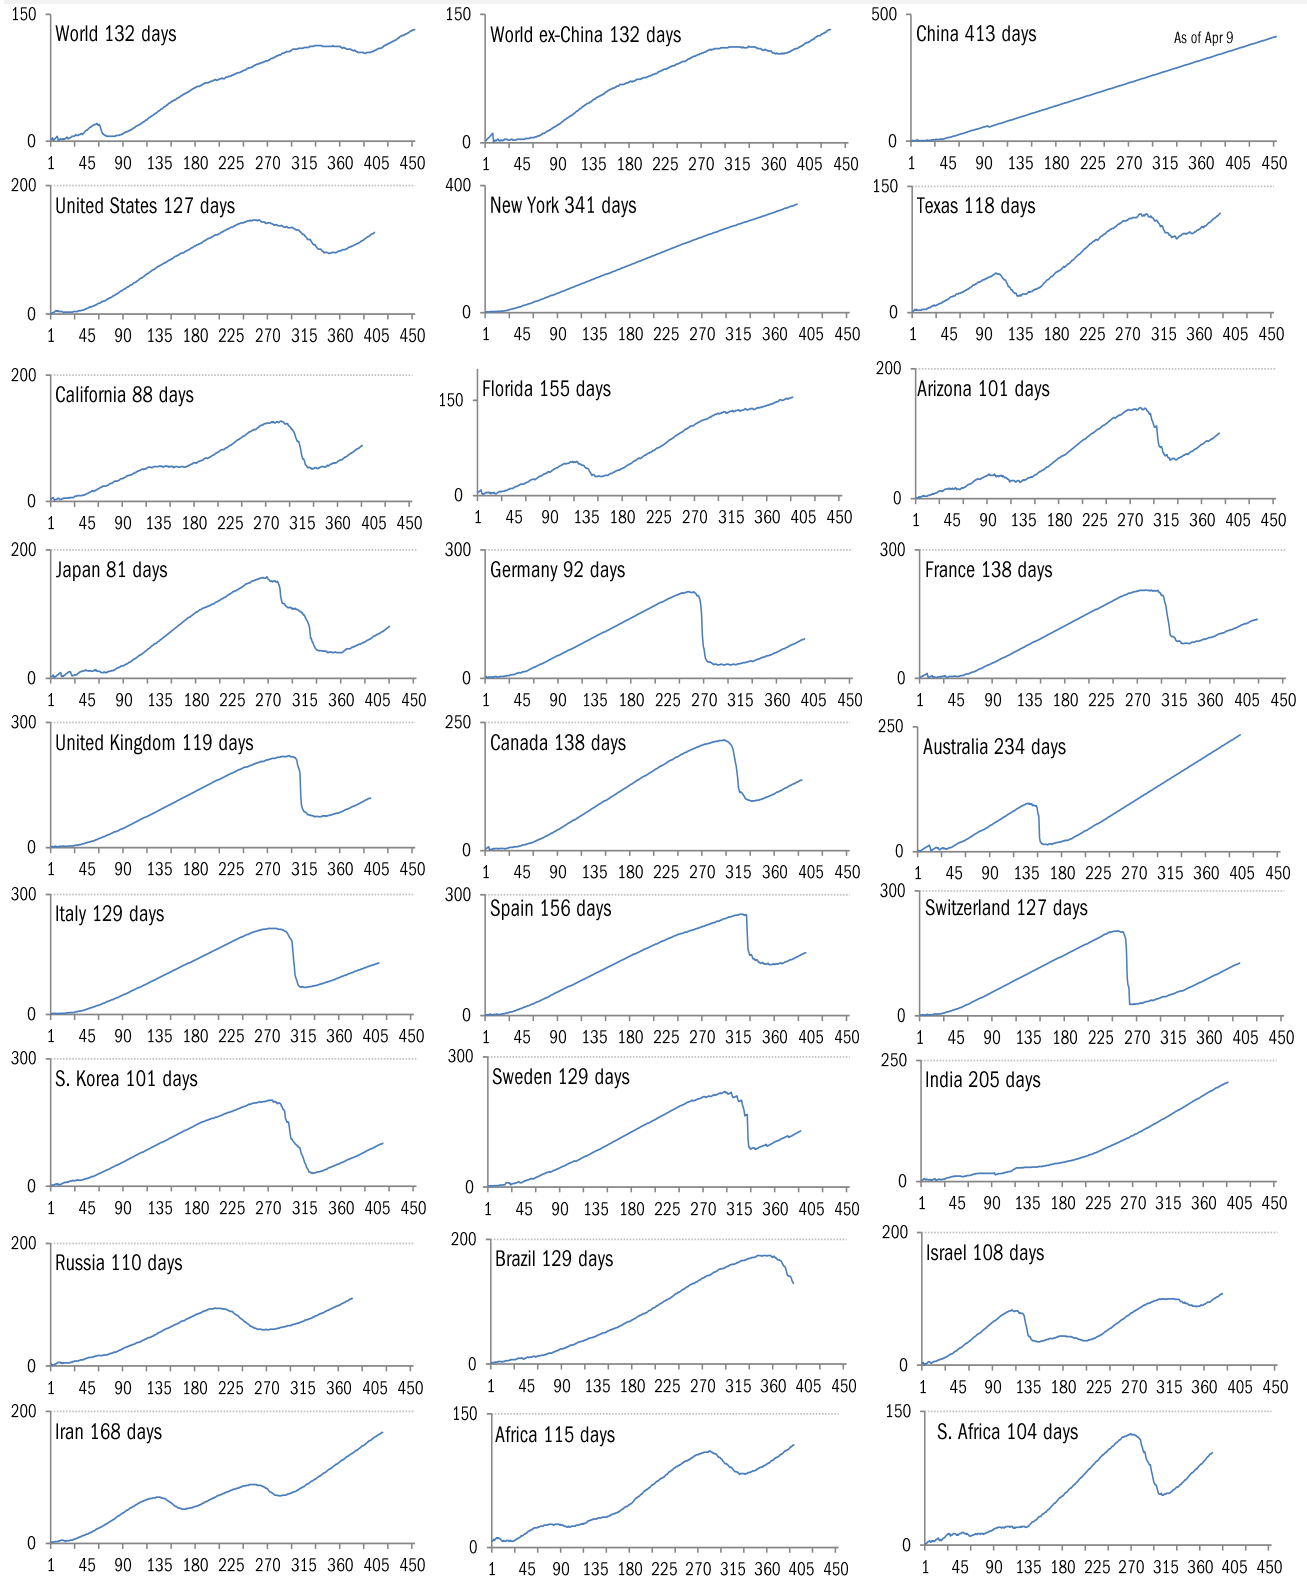 World 132 days
150
0
1 45 90 135 180 225 270 315 360 405 450
World ex-China 132 days
150
0
1 45 90 135 180 225 270 315 360 405 450
China 413 days
As of Apr 9
500
0
1 45 90 135 180 225 270 315 360 405 450
United States 127 days
200
0
1 45 90 135 180 225 270 315 360 405 450
New York 341 days
400
0
1 45 90 135 180 225 270 315 360 405 450
Texas 118 days
150
0
1 45 90 135 180 225 270 315 360 405 450
California 88 days
200
0
1 45 90 135 180 225 270 315 360 405 450
Florida 155 days
150
0
1 45 90 135 180 225 270 315 360 405 450
Arizona 101 days
200
0
1 45 90 135 180 225 270 315 360 405 450
Japan 81 days
200
0
1 45 90 135 180 225 270 315 360 405 450
Germany 92 days
300
0
1 45 90 135 180 225 270 315 360 405 450
France 138 days
300
0
1 45 90 135 180 225 270 315 360 405 450
United Kingdom 119 days
300
0
1 45 90 135 180 225 270 315 360 405 450
Canada 138 days
250
0
1 45 90 135 180 225 270 315 360 405 450
Australia 234 days
250
0
1 45 90 135 180 225 270 315 360 405 450
Italy 129 days
300
0
1 45 90 135 180 225 270 315 360 405 450
Spain 156 days
300
0
1 45 90 135 180 225 270 315 360 405 450
Switzerland 127 days
300
0
1 45 90 135 180 225 270 315 360 405 450
S. Korea 101 days
300
0
1 45 90 135 180 225 270 315 360 405 450
Sweden 129 days
300
0
1 45 90 135 180 225 270 315 360 405 450
India 205 days
250
0
1 45 90 135 180 225 270 315 360 405 450
Russia 110 days
200
0
1 45 90 135 180 225 270 315 360 405 450
Brazil 129 days
200
0
1 45 90 135 180 225 270 315 360 405 450
Israel 108 days
200
0
1 45 90 135 180 225 270 315 360 405 450
Iran 168 days
200
0
1 45 90 135 180 225 270 315 360 405 450
Africa 115 days
150
0
1 45 90 135 180 225 270 315 360 405 450
S. Africa 104 days
150
0
1 45 90 135 180 225 270 315 360 405 450